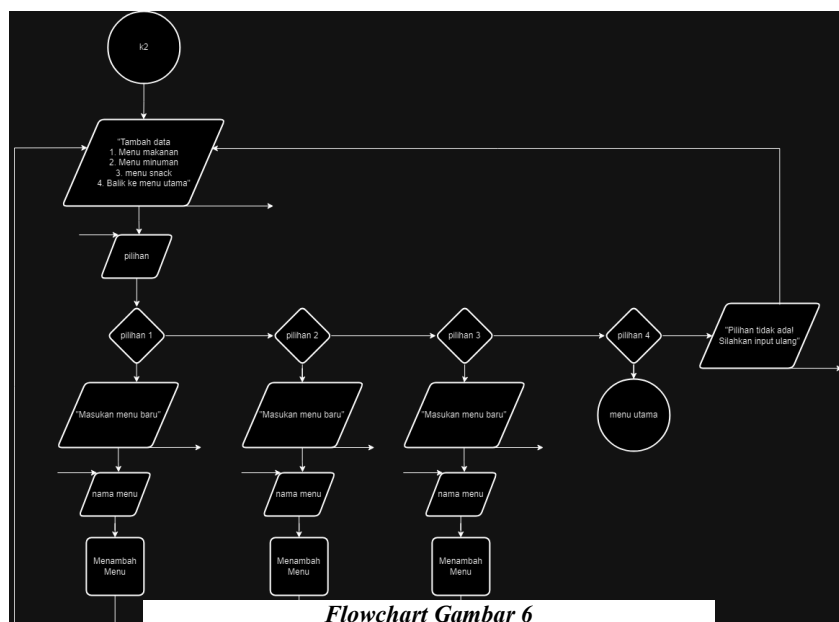 k2
"Tambah data
1. Menu makanan
2. Menu minuman
3. menu snack
4. Balik ke menu utama"
pilihan
pilihan 1
pilihan 2
pilihan 3
pilihan 4
"Pilihan tidak ada!
Silahkan input ulang"
"Masukan menu baru"
"Masukan menu baru"
"Masukan menu baru"
menu utama
nama menu
nama menu
nama menu
Menambah
Menu
Menambah
Menu
Menambah
Menu
Flowchart Gambar 6